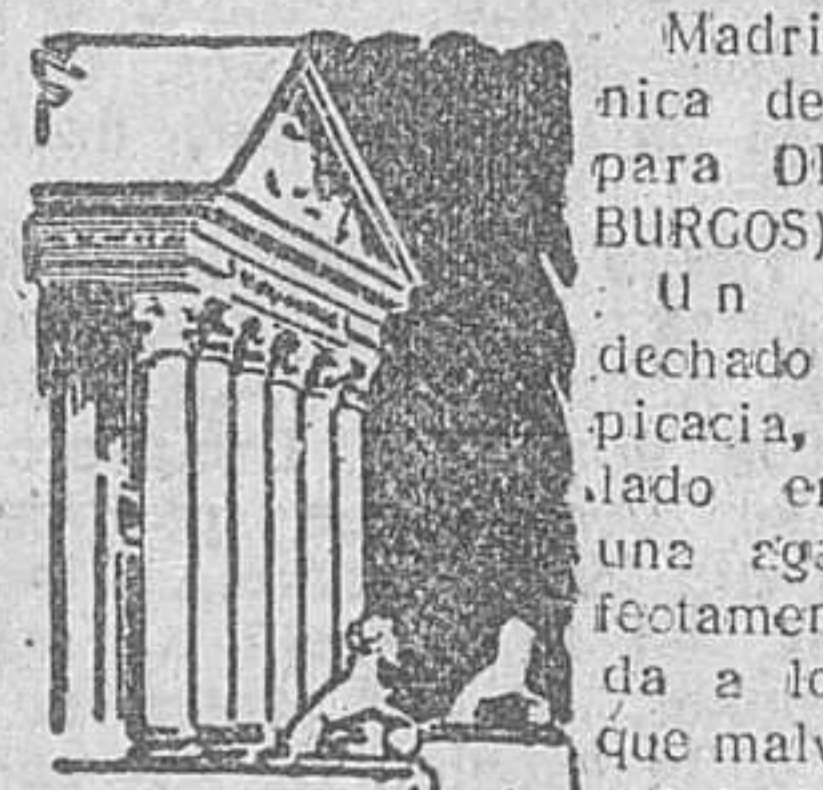 Madri
nica de
para DI
BURGOS)
Un
dechado
picacia,
lado en
una aga
fectamen
da a lo
que malv